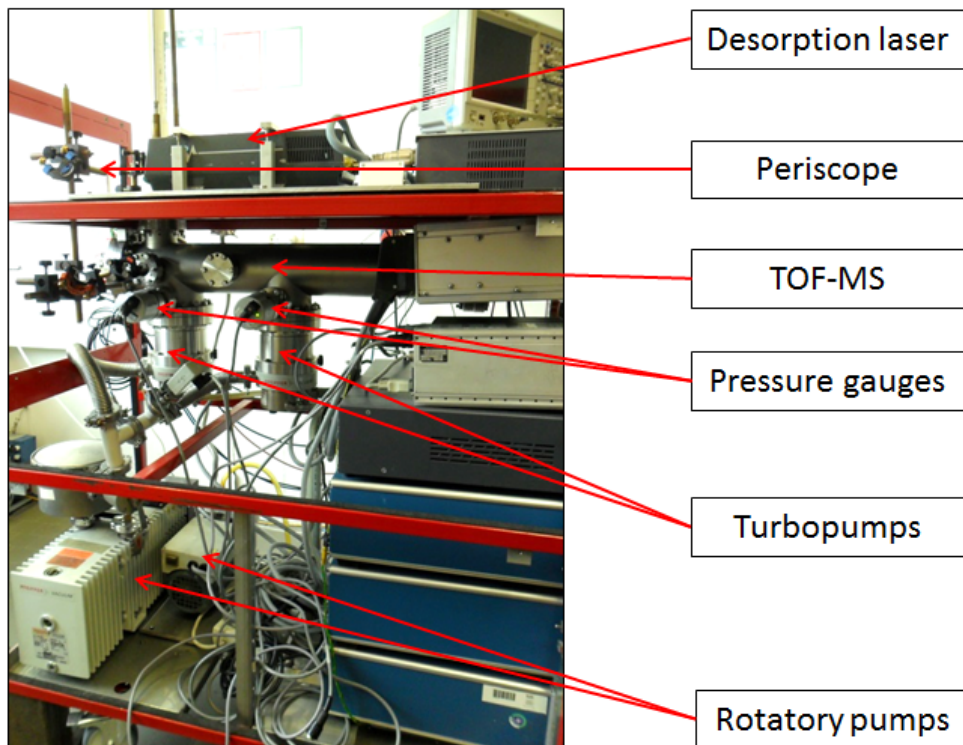 Desorption laser
Periscope
TOF-MS
Pressure gauges
Turbopumps
Rotatory pumps